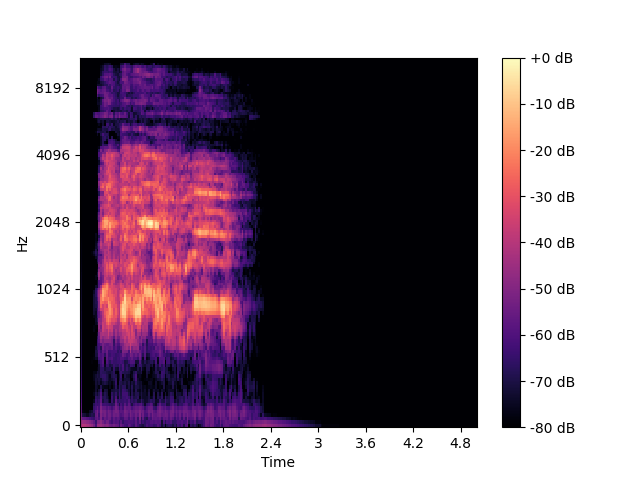 +0 dB
8192
-10 dB
-20 dB
4096
-30 dB
Hz
2048
-40 dB
-50 dB
1024
-60 dB
512
-70 dB
0
-80 dB
0 0.6 1.2 1.8 2.4 3 3.6 4.2 4.8
Time